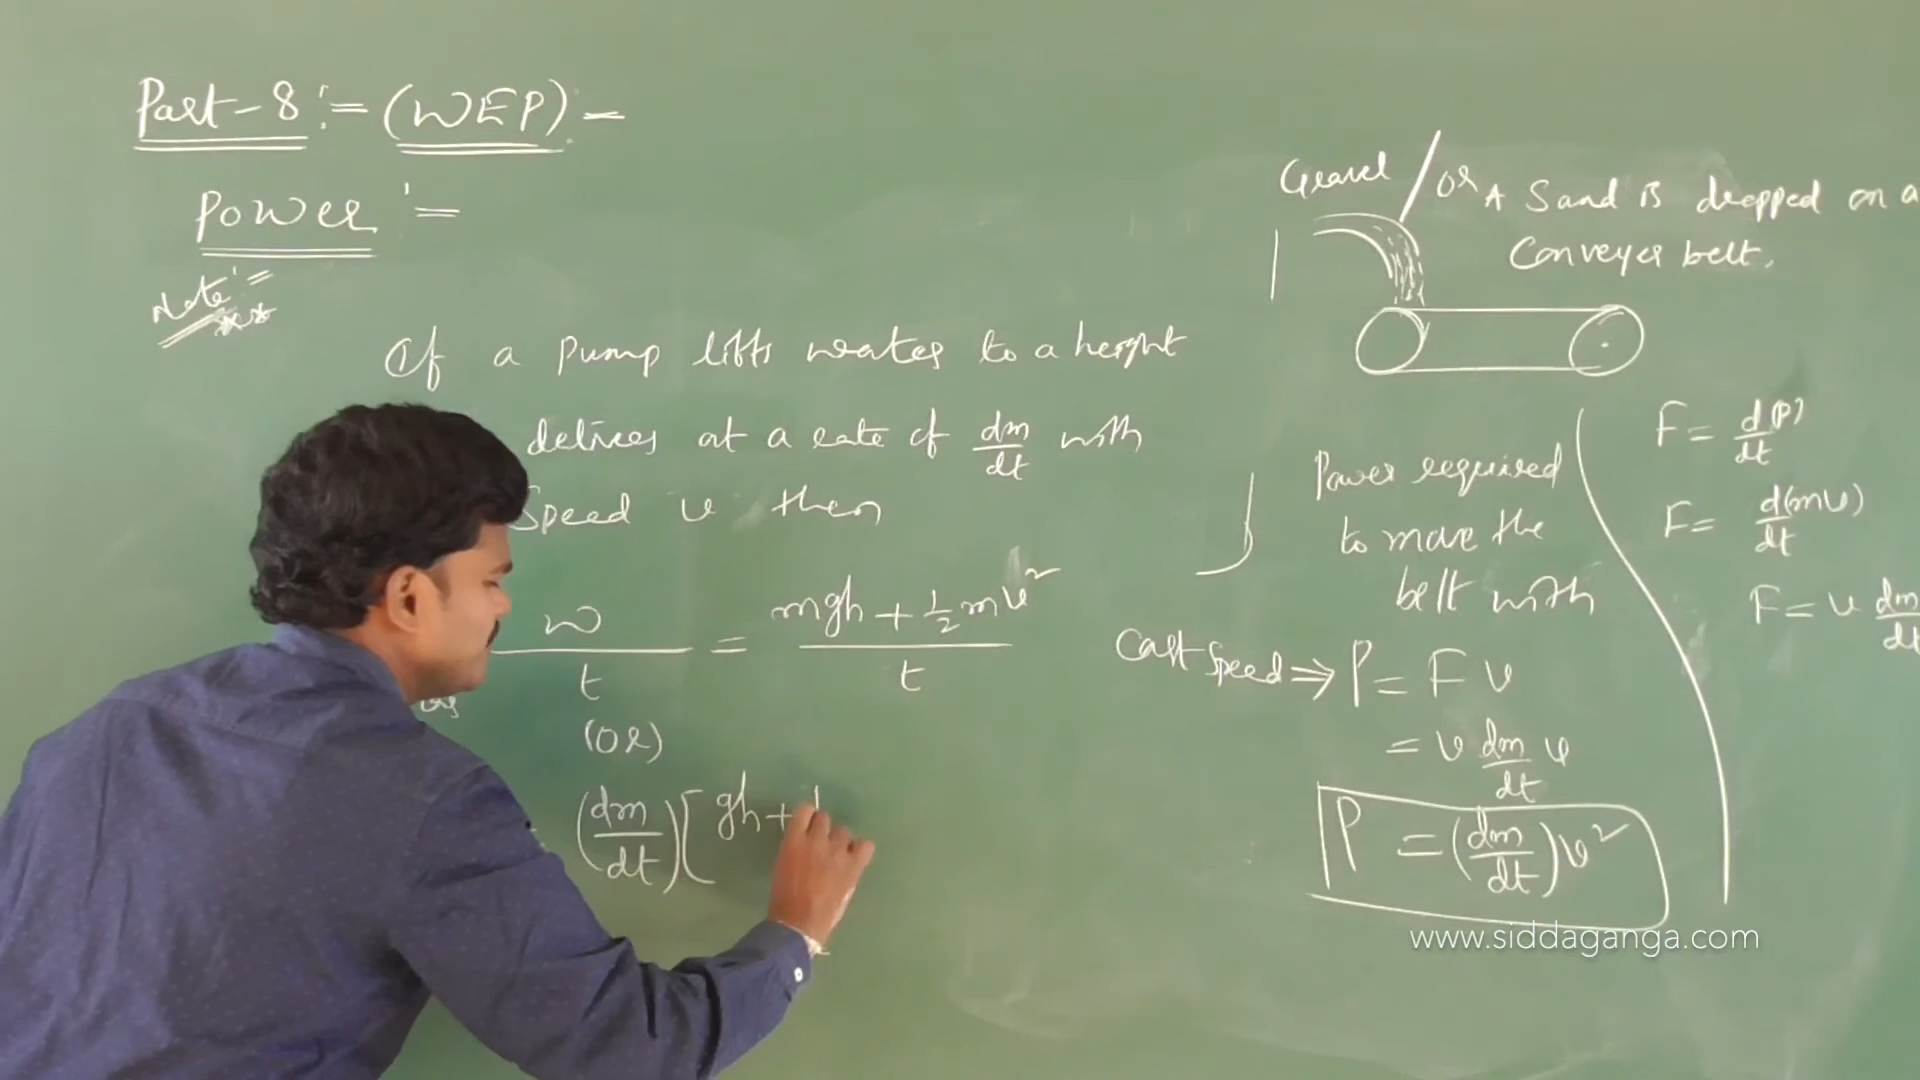 Part-8:= (WEP):-
Power:=
Note:=
If a pump lifts water to a height
delives at a rate of dm/dt with
Speed v then
w/t = mgh + 1/2 mv²/t
(OR)
(dm/dt)[gh + 1
Gravel / OR A Sand is dropped on a
Conveyer belt.
Power required
to move the
belt with
Cast Speed ⇒ P = Fv
= v dm/dt v
P = (dm/dt)v²
F = d(P)/dt
F = d(mv)/dt
F = v dm/dt
www.siddaganga.com